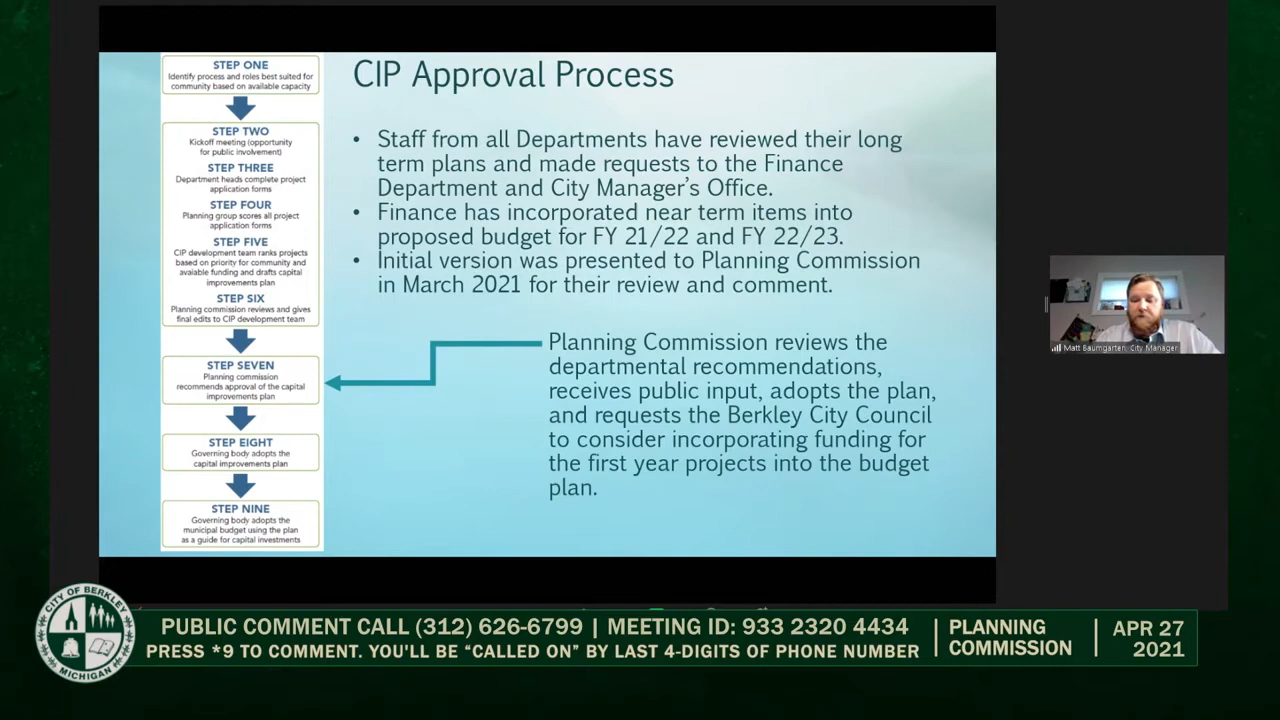 STEP ONE
Identify process and roles best suited for
community based on available capacity
STEP TWO
Kickoff meeting (opportunity
for public involvement)
STEP THREE
Department heads complete project
application forms
STEP FOUR
Planning group scores all project
application forms
STEP FIVE
CIP development team ranks projects
based on priority for community and
available funding and drafts capital
improvements plan
STEP SIX
Planning commission reviews and gives
final edits to CIP development team
STEP SEVEN
Planning commission
recommends approval of the capital
improvements plan
STEP EIGHT
Governing body adopts the
capital improvements plan
STEP NINE
Governing body adopts the
municipal budget using the plan
as a guide for capital investments
CIP Approval Process
• Staff from all Departments have reviewed their long
term plans and made requests to the Finance
Department and City Manager's Office.
• Finance has incorporated near term items into
proposed budget for FY 21/22 and FY 22/23.
• Initial version was presented to Planning Commission
in March 2021 for their review and comment.
Planning Commission reviews the
departmental recommendations,
receives public input, adopts the plan,
and requests the Berkley City Council
to consider incorporating funding for
the first year projects into the budget
plan.
Matt Baumgarten: City Manager
CITY OF BERKLEY
MICHIGAN
PUBLIC COMMENT CALL (312) 626-6799 | MEETING ID: 933 2320 4434
PRESS *9 TO COMMENT. YOU'LL BE “CALLED ON” BY LAST 4-DIGITS OF PHONE NUMBER
PLANNING
COMMISSION
APR 27
2021